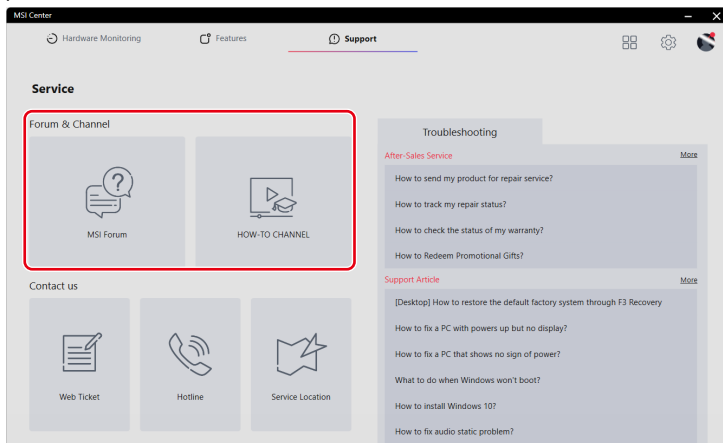 MSI Center
Hardware Monitoring
Features
Support
Service
Forum & Channel
MSI Forum
HOW-TO CHANNEL
Contact us
Web Ticket
Hotline
Service Location
Troubleshooting
After-Sales Service More
How to send my product for repair service?
How to track my repair status?
How to check the status of my warranty?
How to Redeem Promotional Gifts?
Support Article More
[Desktop] How to restore the default factory system through F3 Recovery
How to fix a PC with powers up but no display?
How to fix a PC that shows no sign of power?
What to do when Windows won't boot?
How to install Windows 10?
How to fix audio static problem?